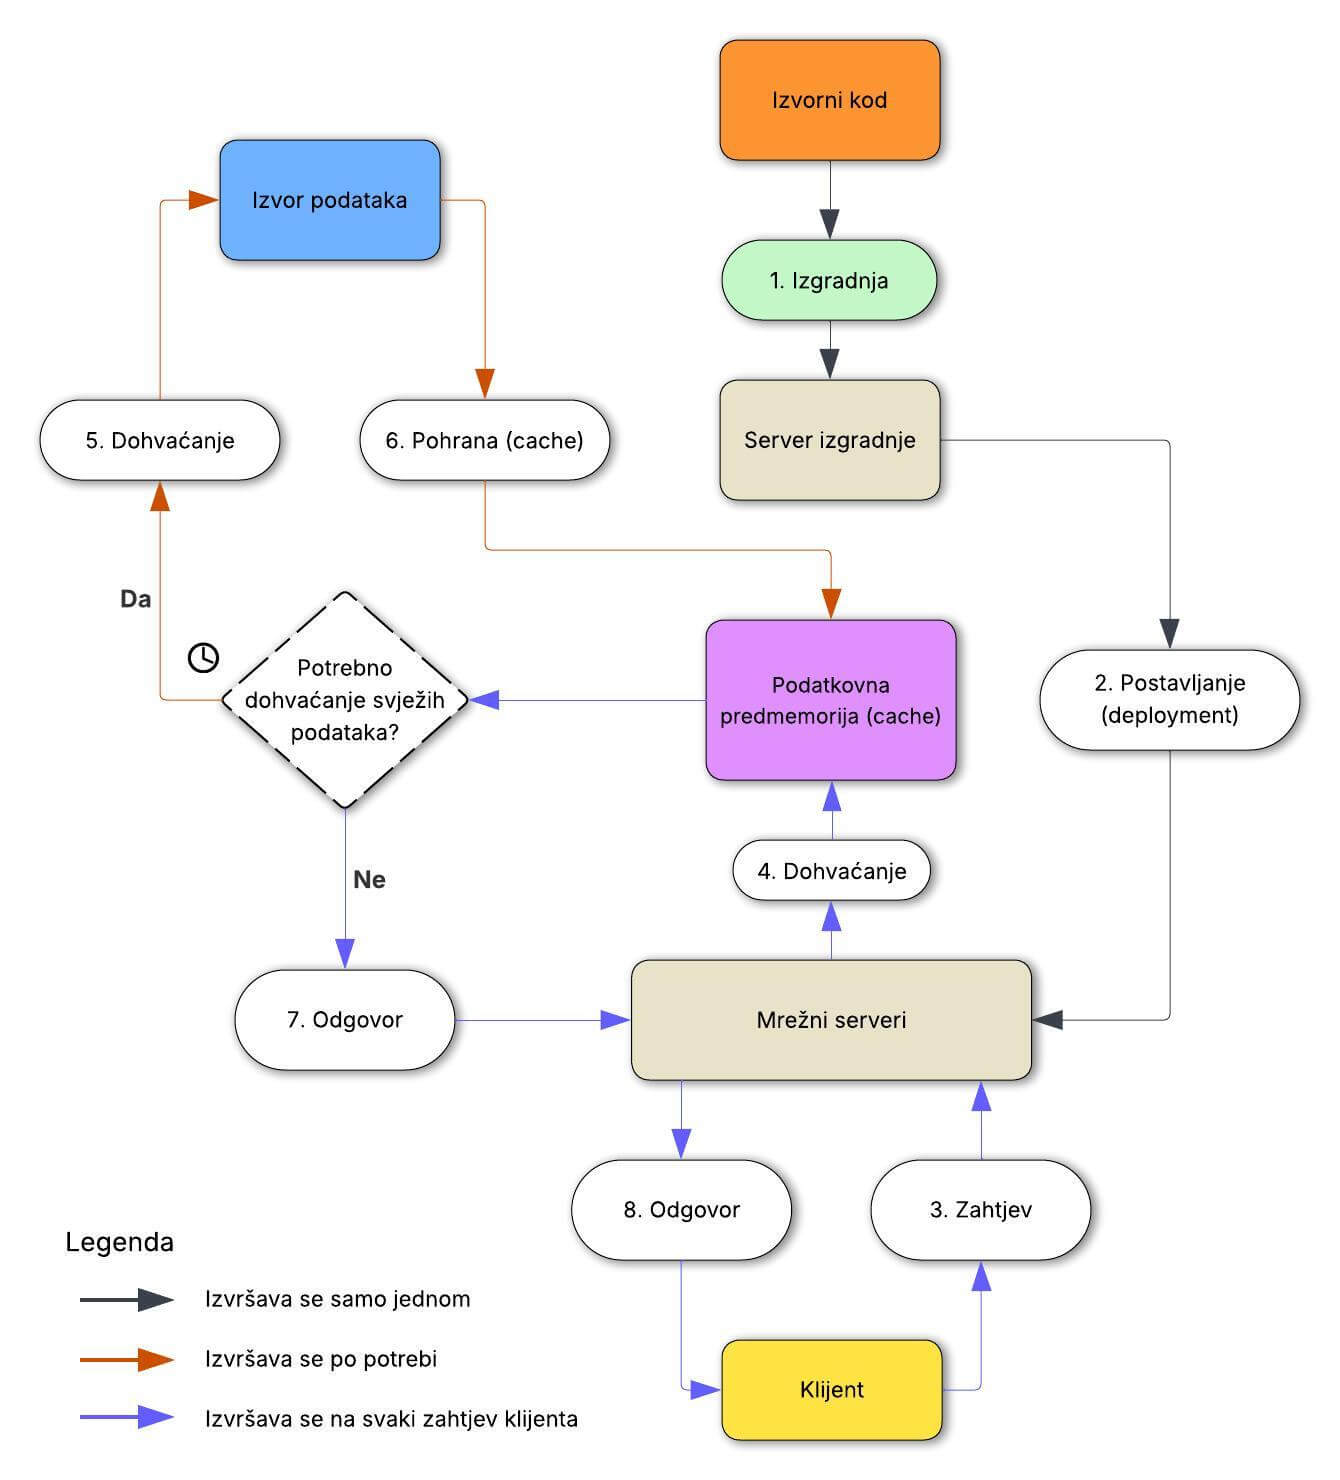 Izvorni kod
Izvor podataka
1. Izgradnja
5. Dohvaćanje
6. Pohrana (cache)
Server izgradnje
Da
Potrebno
dohvaćanje svježih
podataka?
Podatkovna
predmemorija (cache)
2. Postavljanje
(deployment)
4. Dohvaćanje
Ne
7. Odgovor
Mrežni serveri
8. Odgovor
3. Zahtjev
Legenda
Izvršava se samo jednom
Izvršava se po potrebi
Izvršava se na svaki zahtjev klijenta
Klijent